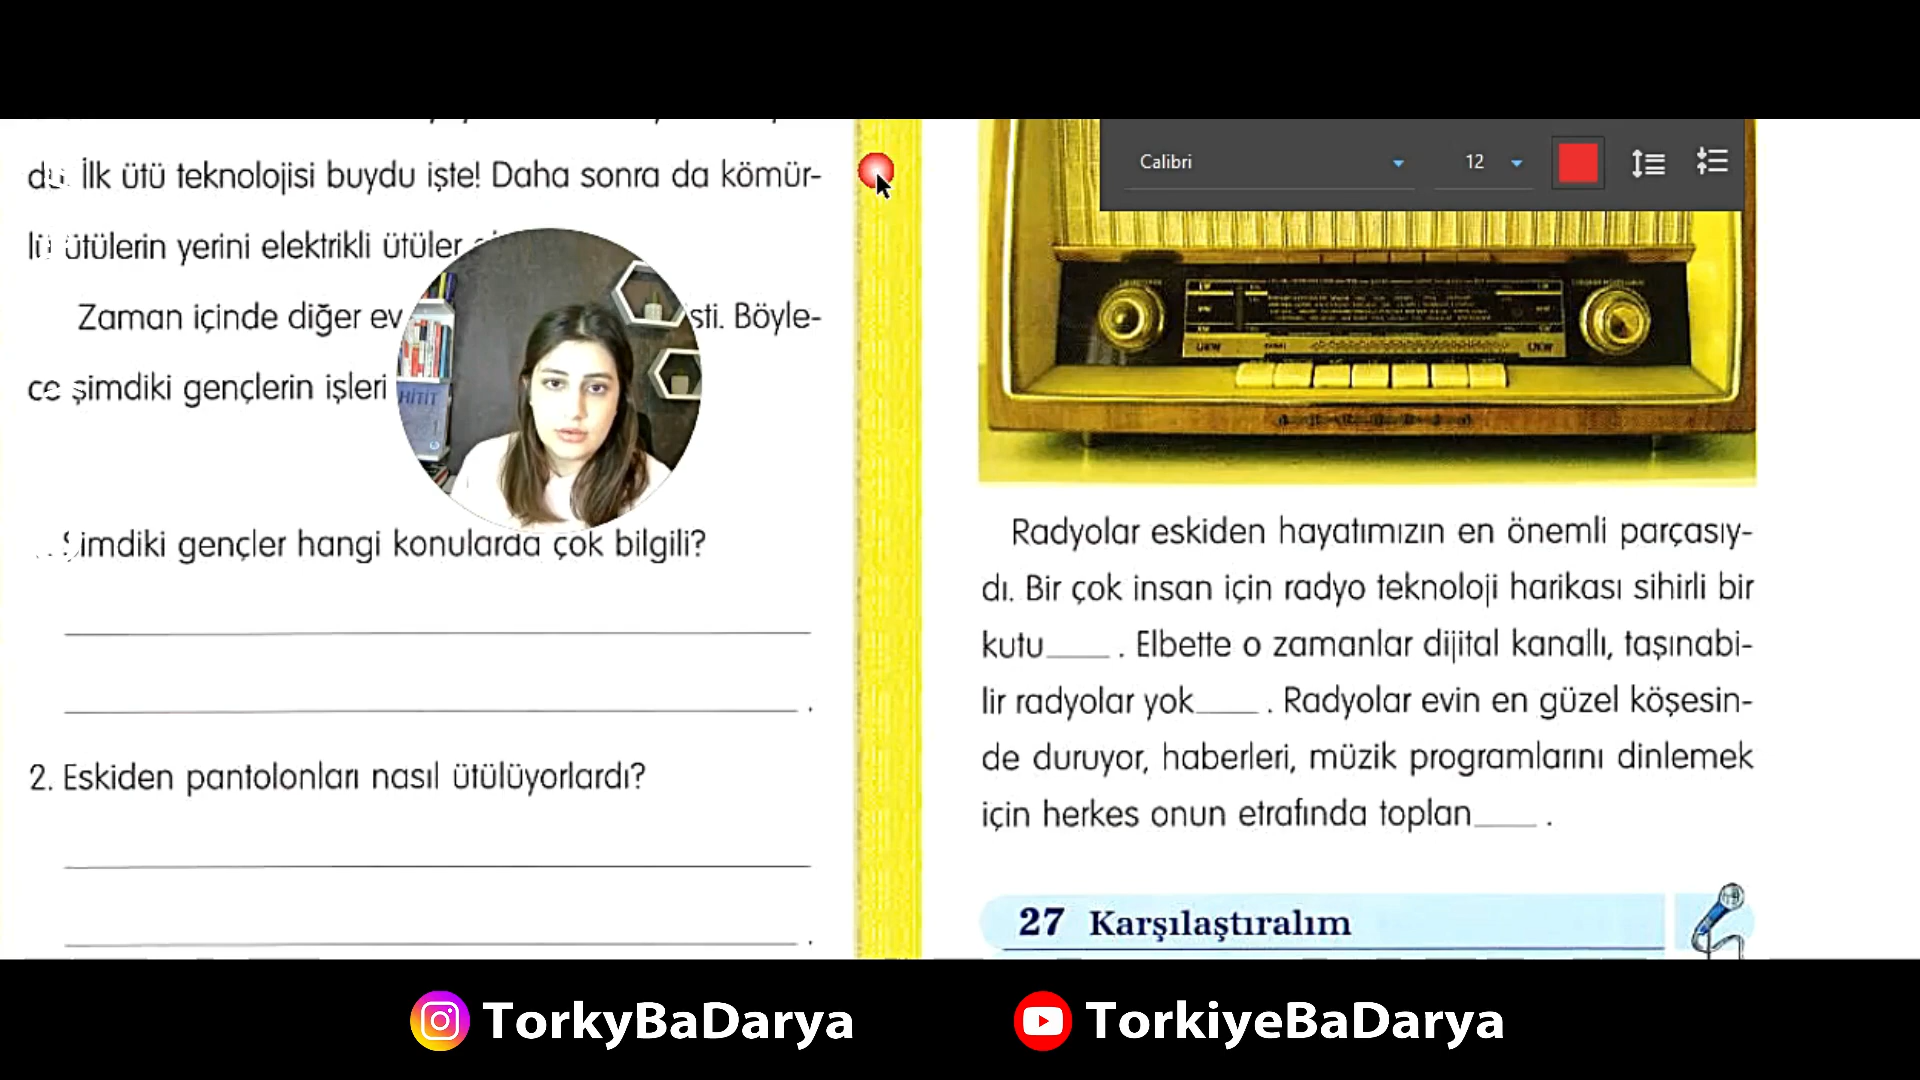 İlk ütü teknolojisi buydu işte! Daha sonra da kömür-
lü ütülerin yerini elektrikli ütüler
Zaman içinde diğer ev sti. Böyle-
ce şimdiki gençlerin işleri
HİTİT
Şimdiki gençler hangi konularda çok bilgili?
.
2. Eskiden pantolonları nasıl ütülüyorlardı?
.
Calibri 12
UKW UKW
Radyolar eskiden hayatımızın en önemli parçasıy-
dı. Bir çok insan için radyo teknoloji harikası sihirli bir
kutu____ . Elbette o zamanlar dijital kanallı, taşınabi-
lir radyolar yok____ . Radyolar evin en güzel köşesin-
de duruyor, haberleri, müzik programlarını dinlemek
için herkes onun etrafında toplan____ .
27 Karşılaştıralım
TorkyBaDarya TorkiyeBaDarya